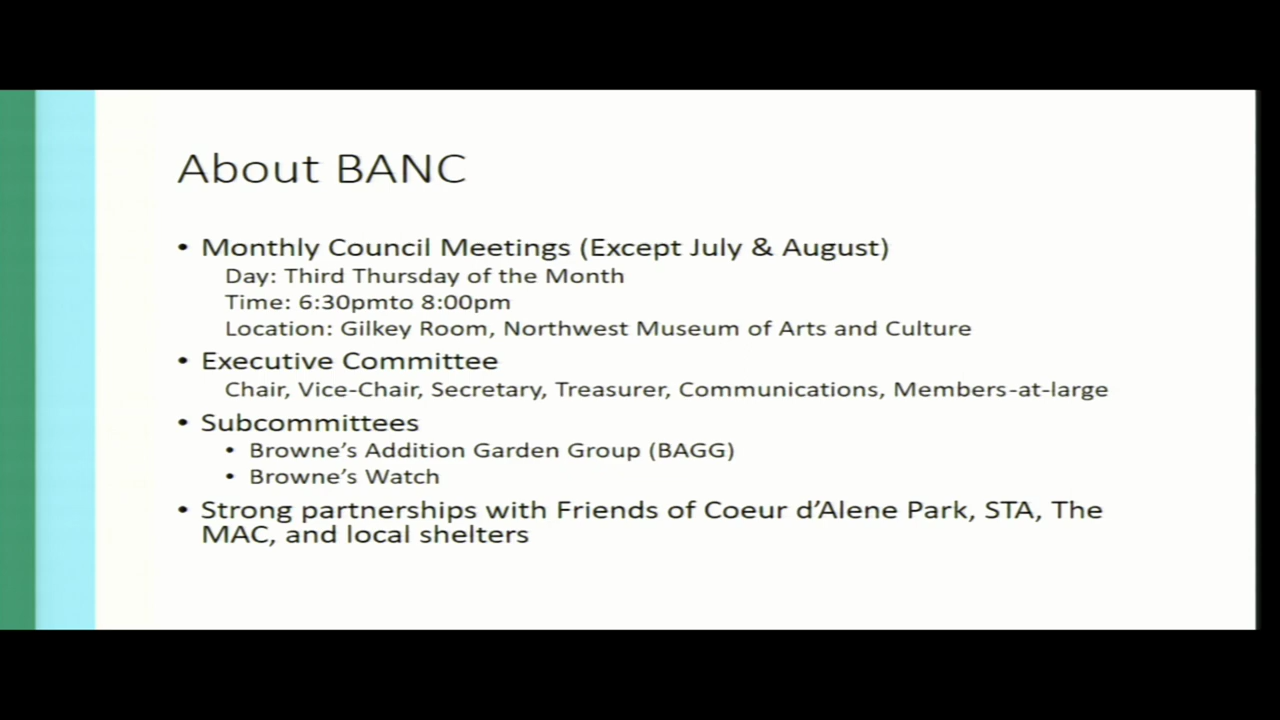 About BANC
• Monthly Council Meetings (Except July & August)
Day: Third Thursday of the Month
Time: 6:30pmto 8:00pm
Location: Gilkey Room, Northwest Museum of Arts and Culture
• Executive Committee
Chair, Vice-Chair, Secretary, Treasurer, Communications, Members-at-large
• Subcommittees
• Browne’s Addition Garden Group (BAGG)
• Browne’s Watch
• Strong partnerships with Friends of Coeur d’Alene Park, STA, The
MAC, and local shelters